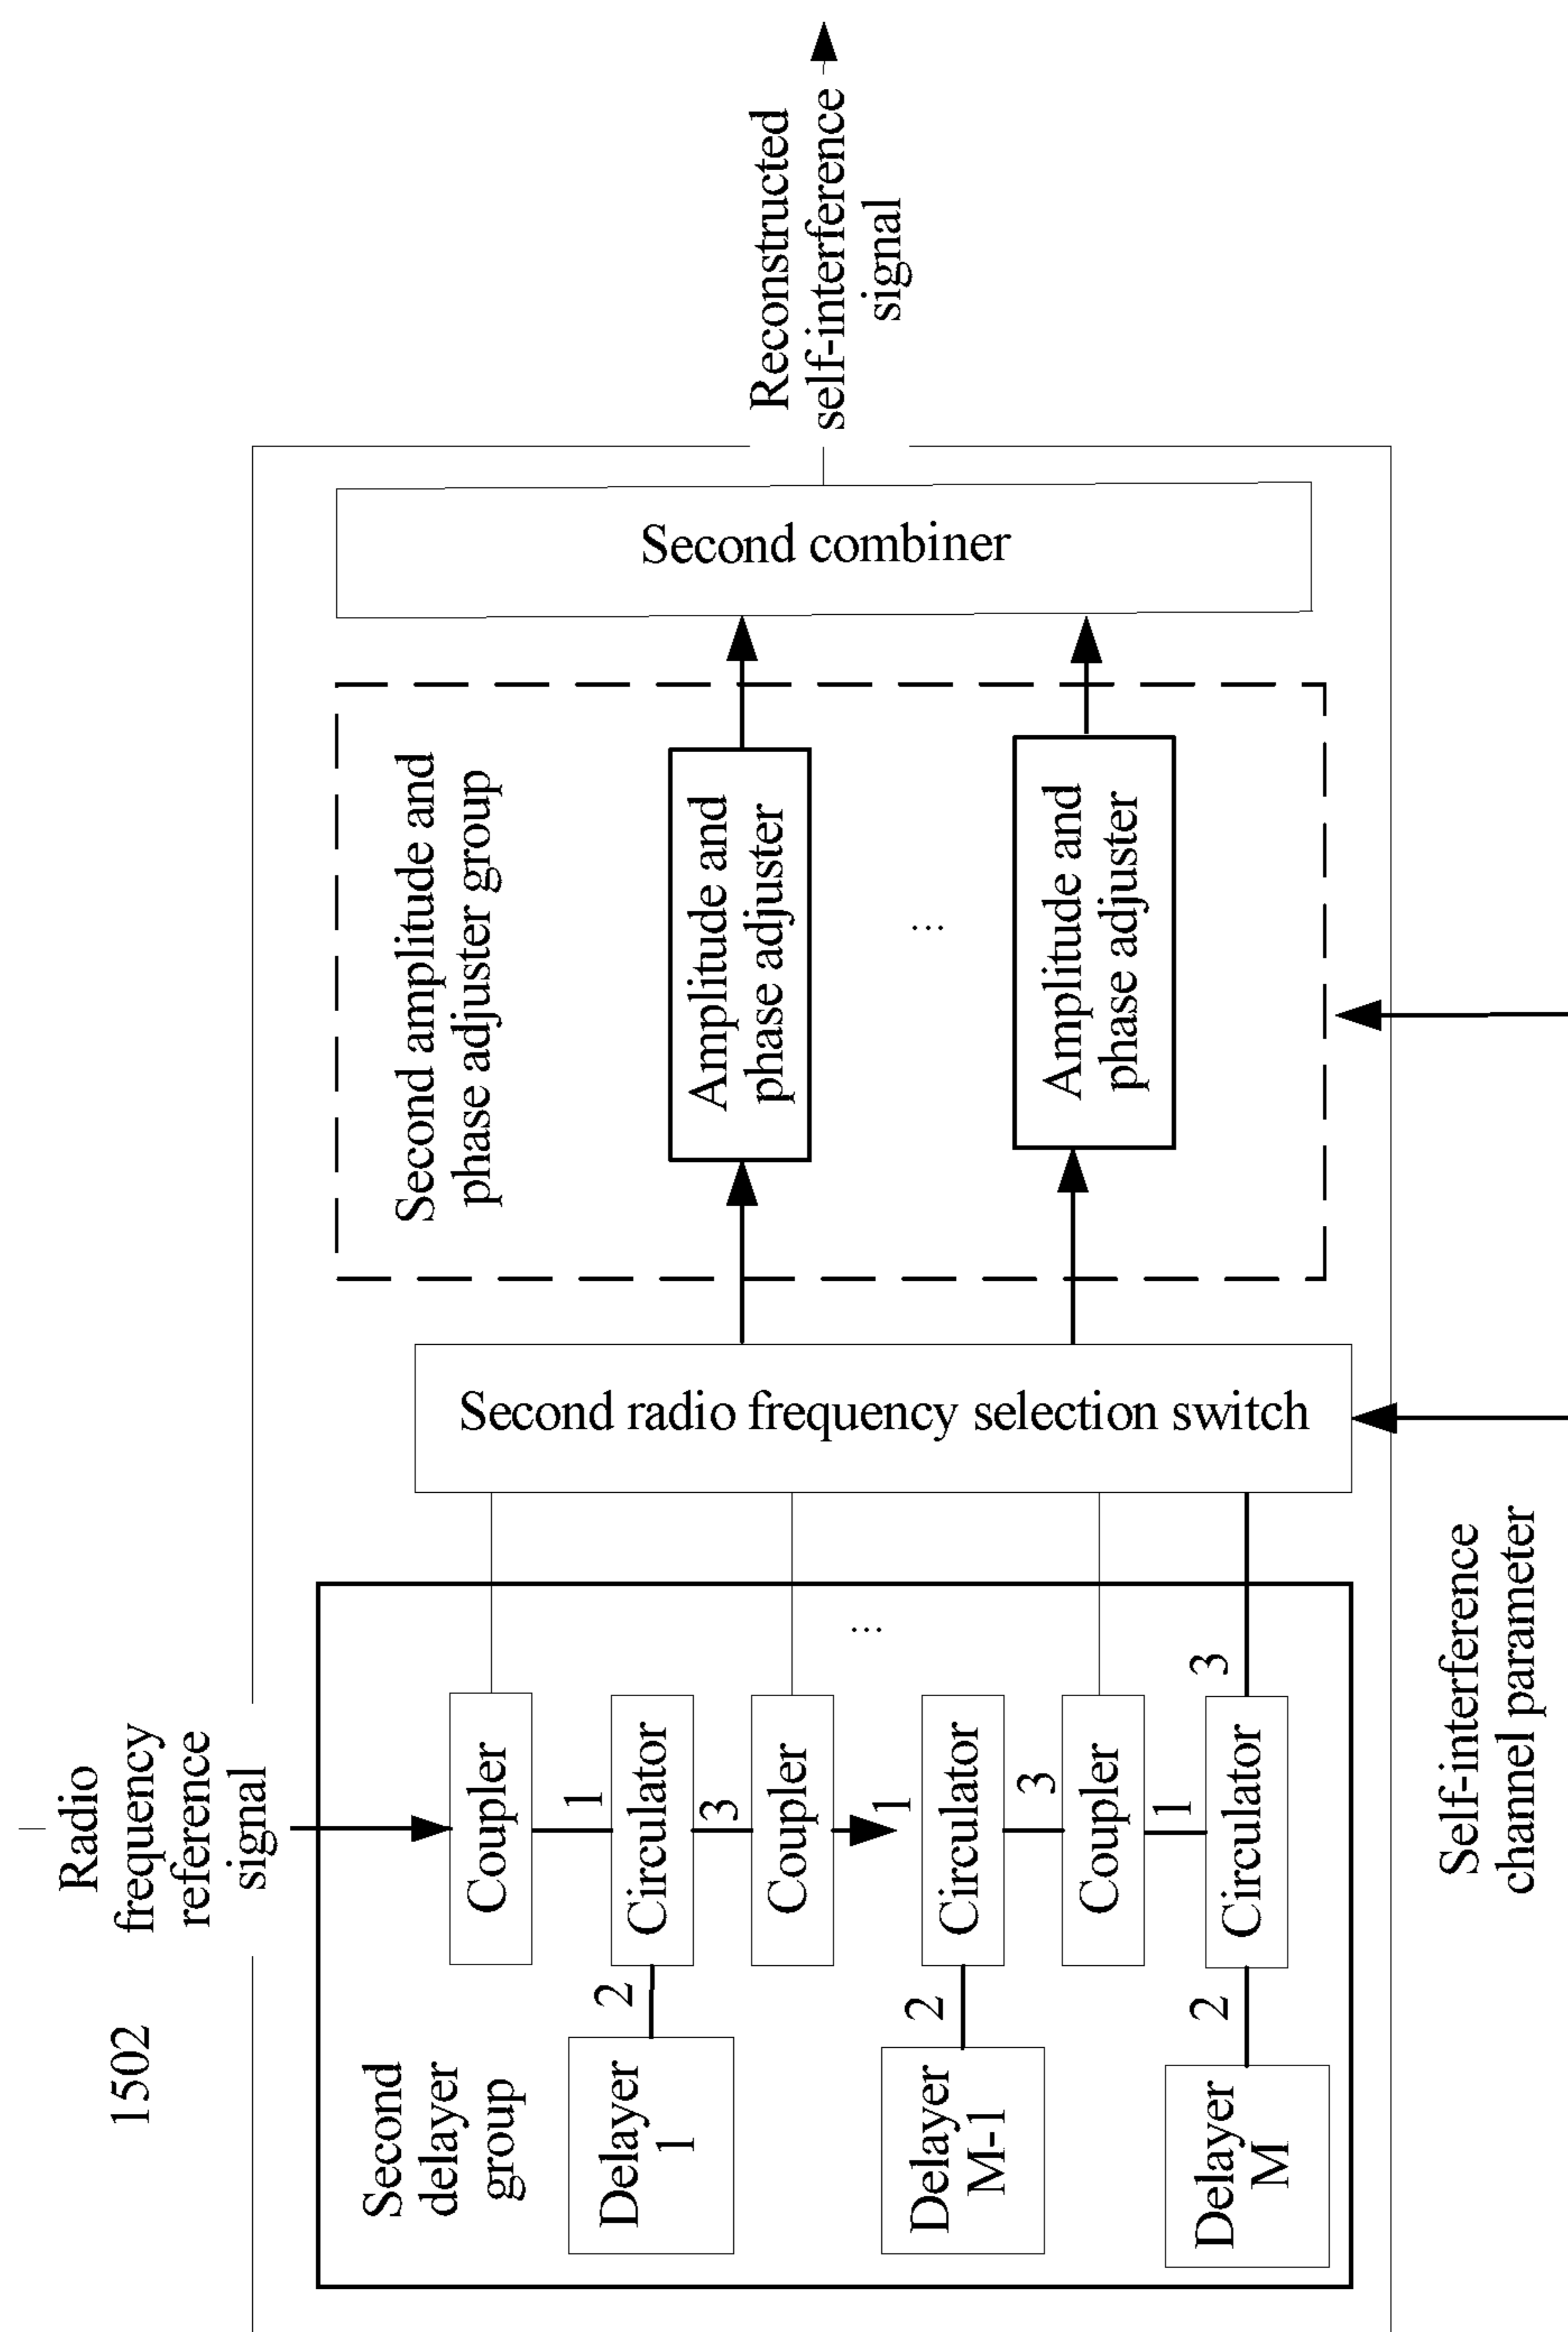 1502
Radio
frequency
reference
signal
Second
delayer
group
Delayer
1
2
Delayer
M-1
2
Delayer
M
2
Coupler
1
Circulator
3
Coupler
1
Circulator
3
Coupler
1
Circulator
3
...
Second radio frequency selection switch
Self-interference
channel parameter
Second amplitude and
phase adjuster group
Amplitude and
phase adjuster
...
Amplitude and
phase adjuster
Second combiner
Reconstructed
self-interference
signal